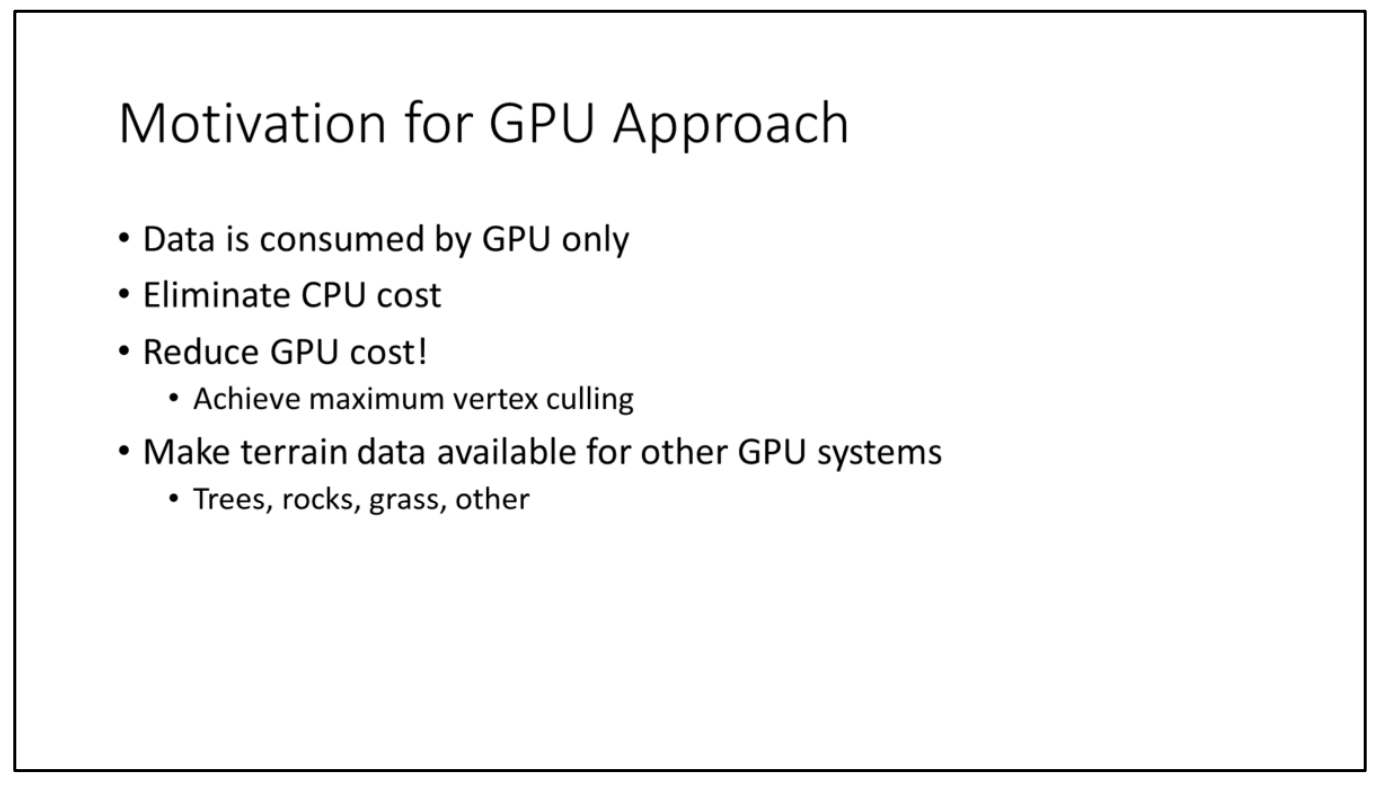 Motivation for GPU Approach
• Data is consumed by GPU only
• Eliminate CPU cost
• Reduce GPU cost!
• Achieve maximum vertex culling
• Make terrain data available for other GPU systems
• Trees, rocks, grass, other